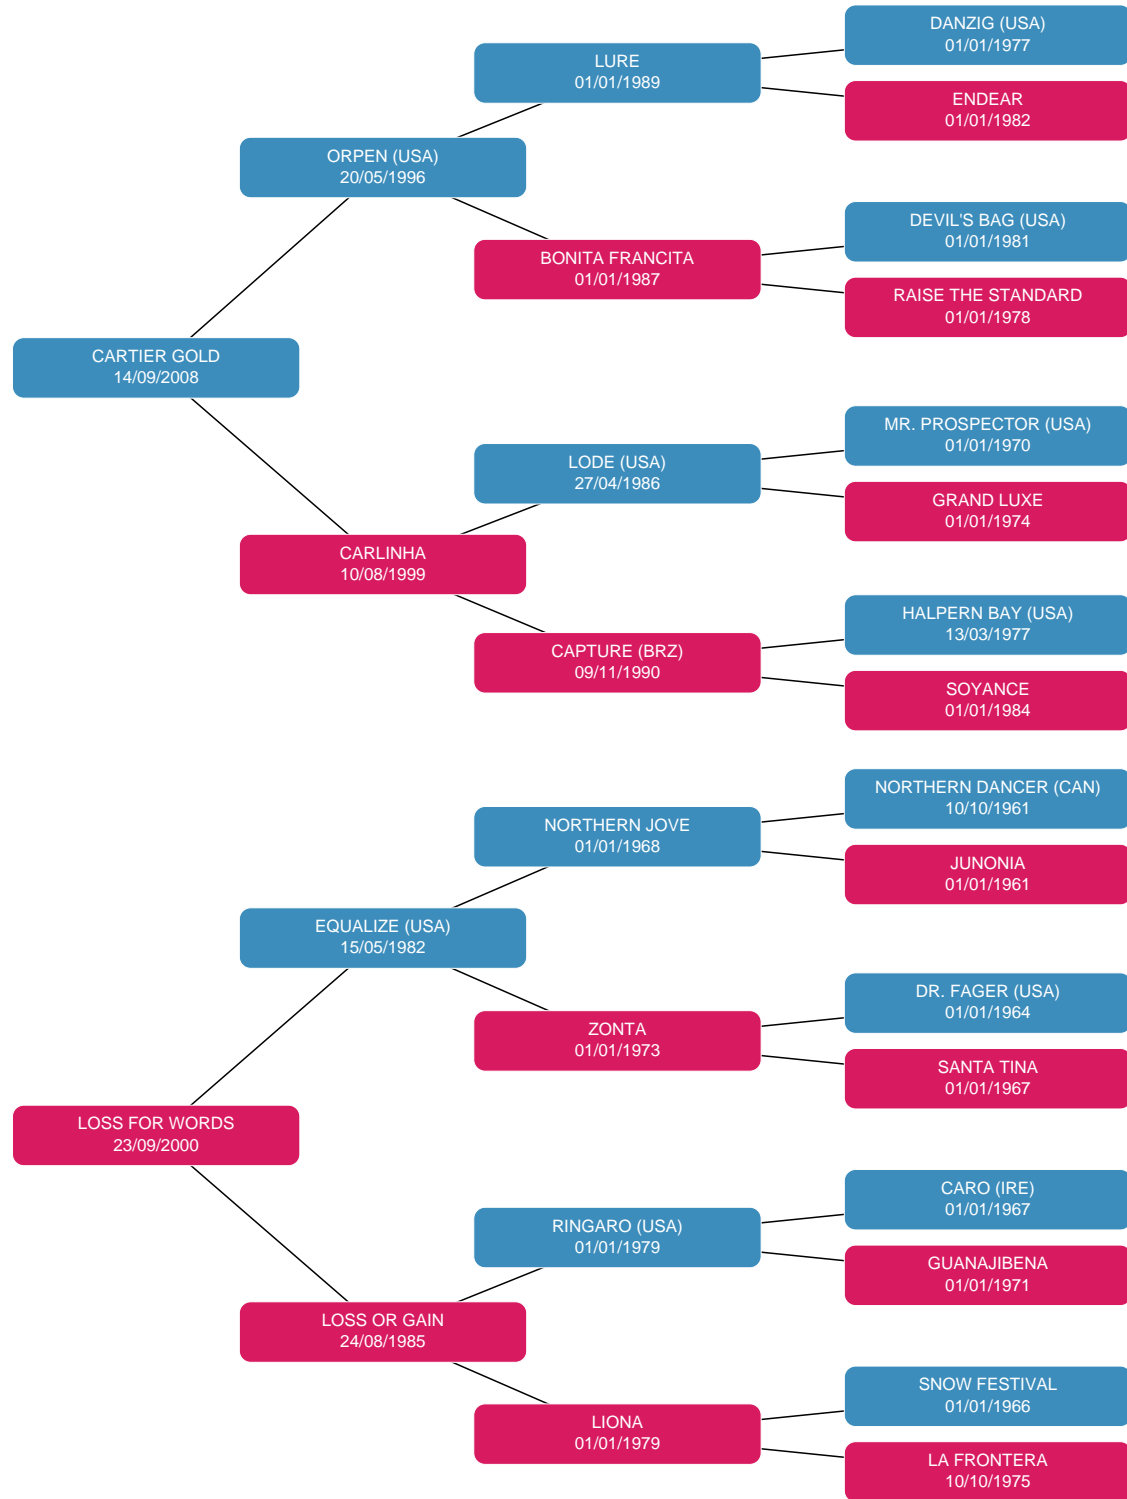 DANZIG (USA)
01/01/1977
LURE
01/01/1989
ENDEAR
01/01/1982
ORPEN (USA)
20/05/1996
DEVIL'S BAG (USA)
01/01/1981
BONITA FRANCITA
01/01/1987
RAISE THE STANDARD
01/01/1978
CARTIER GOLD
14/09/2008
MR. PROSPECTOR (USA)
01/01/1970
LODE (USA)
27/04/1986
GRAND LUXE
01/01/1974
CARLINHA
10/08/1999
HALPERN BAY (USA)
13/03/1977
CAPTURE (BRZ)
09/11/1990
SOYANCE
01/01/1984
NORTHERN DANCER (CAN)
10/10/1961
NORTHERN JOVE
01/01/1968
JUNONIA
01/01/1961
EQUALIZE (USA)
15/05/1982
DR. FAGER (USA)
01/01/1964
ZONTA
01/01/1973
SANTA TINA
01/01/1967
LOSS FOR WORDS
23/09/2000
CARO (IRE)
01/01/1967
RINGARO (USA)
01/01/1979
GUANAJIBENA
01/01/1971
LOSS OR GAIN
24/08/1985
SNOW FESTIVAL
01/01/1966
LIONA
01/01/1979
LA FRONTERA
10/10/1975